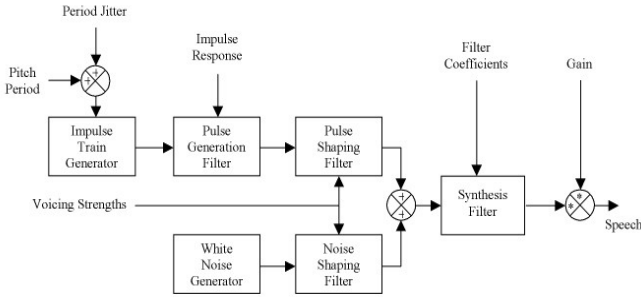 Period Jitter
Pitch
Period
+
+
Impulse
Response
Filter
Coefficients
Gain
Impulse
Train
Generator
Pulse
Generation
Filter
Pulse
Shaping
Filter
Voicing Strengths
+
+
Synthesis
Filter
*
*
Speech
White
Noise
Generator
Noise
Shaping
Filter